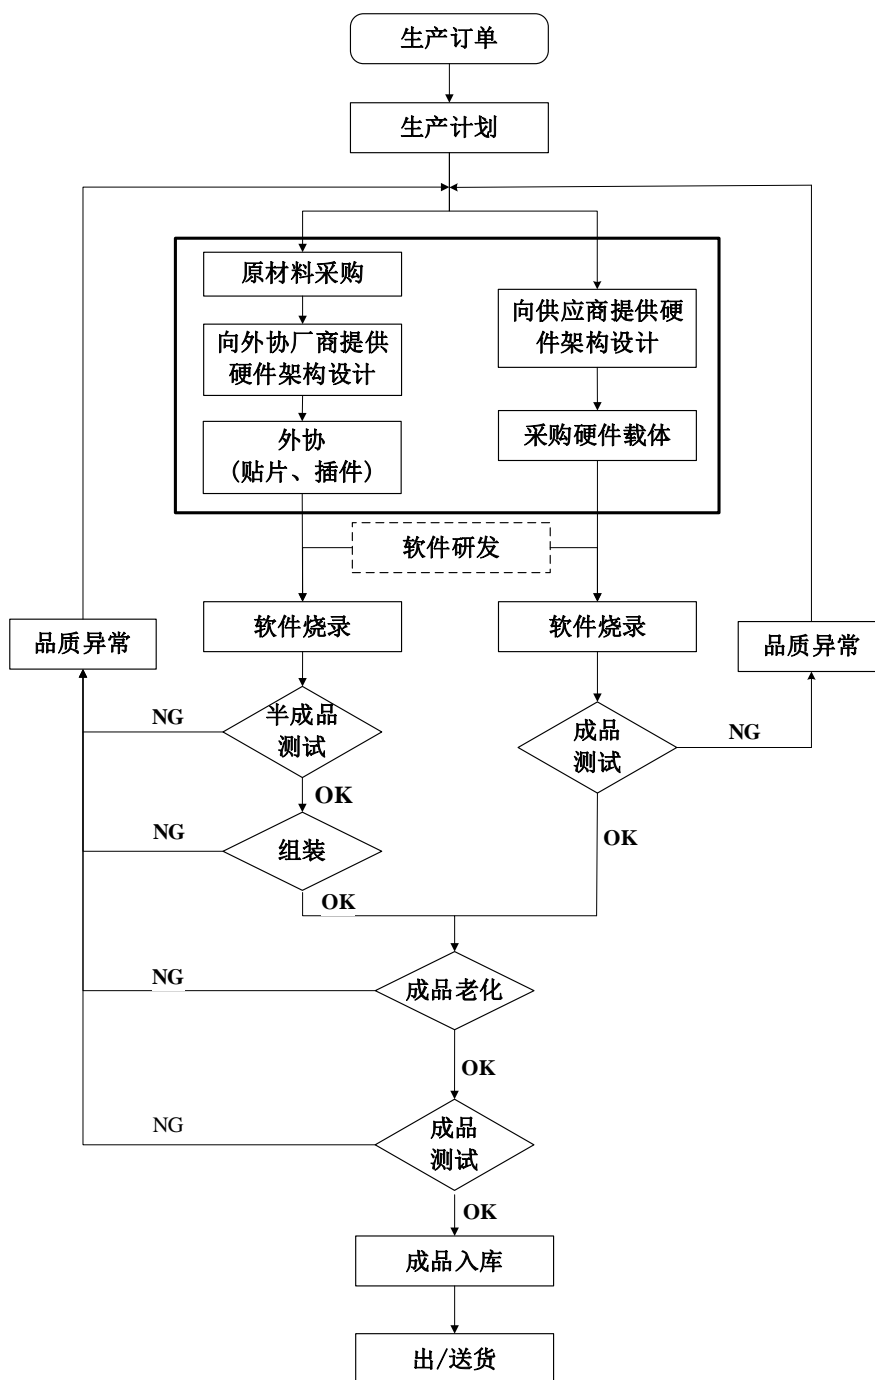 生产订单
生产计划
原材料采购
向外协厂商提供
硬件架构设计
外协
(贴片、插件)
向供应商提供硬
件架构设计
采购硬件载体
软件研发
软件烧录
软件烧录
品质异常
品质异常
半成品
测试
NG
OK
成品
测试
NG
OK
组装
NG
OK
成品老化
NG
OK
成品
测试
NG
OK
成品入库
出/送货